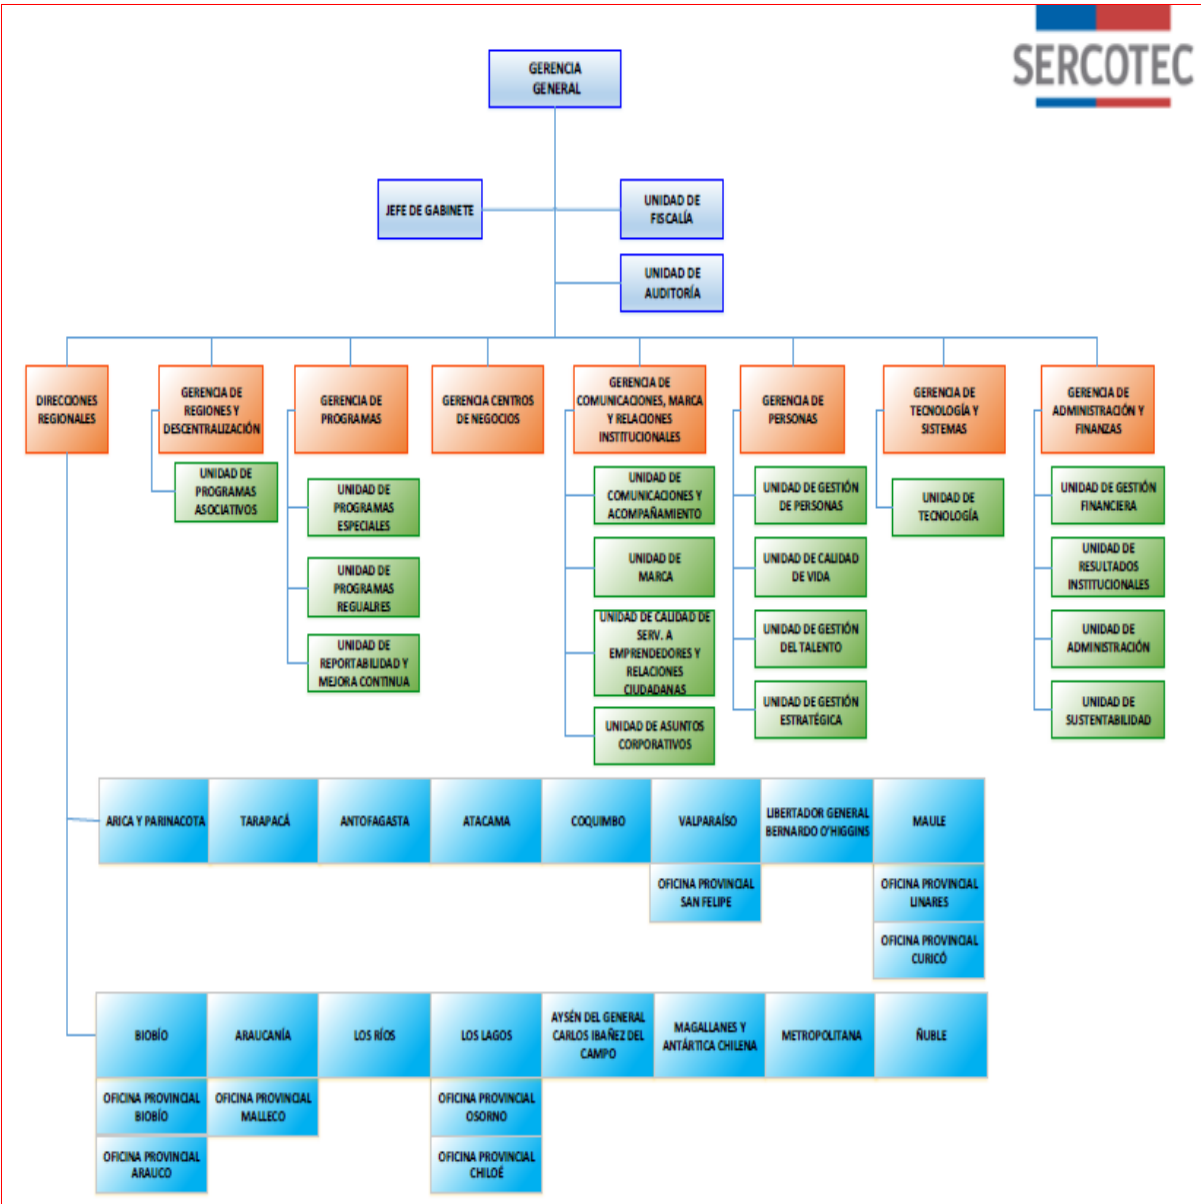 SERCOTEC
GERENCIA
GENERAL
JEFE DE GABINETE
UNIDAD DE
FISCALÍA
UNIDAD DE
AUDITORÍA
DIRECCIONES
REGIONALES
GERENCIA DE
REGIONES Y
DESCENTRALIZACIÓN
GERENCIA DE
PROGRAMAS
GERENCIA CENTROS
DE NEGOCIOS
GERENCIA DE
COMUNICACIONES, MARCA
Y RELACIONES
INSTITUCIONALES
GERENCIA DE
PERSONAS
GERENCIA DE
TECNOLOGÍA Y
SISTEMAS
GERENCIA DE
ADMINISTRACIÓN Y
FINANZAS
UNIDAD DE
PROGRAMAS
ASOCIATIVOS
UNIDAD DE
PROGRAMAS
ESPECIALES
UNIDAD DE
PROGRAMAS
REGUALRES
UNIDAD DE
REPORTABILIDAD Y
MEJORA CONTINUA
UNIDAD DE
COMUNICACIONES Y
ACOMPAÑAMIENTO
UNIDAD DE
MARCA
UNIDAD DE CALIDAD DE
SERV. A
EMPRENDEDORES Y
RELACIONES
CIUDADANAS
UNIDAD DE ASUNTOS
CORPORATIVOS
UNIDAD DE GESTIÓN
DE PERSONAS
UNIDAD DE CALIDAD
DE VIDA
UNIDAD DE GESTIÓN
DEL TALENTO
UNIDAD DE GESTIÓN
ESTRATÉGICA
UNIDAD DE
TECNOLOGÍA
UNIDAD DE GESTIÓN
FINANCIERA
UNIDAD DE
RESULTADOS
INSTITUCIONALES
UNIDAD DE
ADMINISTRACIÓN
UNIDAD DE
SUSTENTABILIDAD
ARICA Y PARINACOTA
TARAPACÁ
ANTOFAGASTA
ATACAMA
COQUIMBO
VALPARAÍSO
LIBERTADOR GENERAL
BERNARDO O'HIGGINS
MAULE
OFICINA PROVINCIAL
SAN FELIPE
OFICINA PROVINCIAL
LINARES
OFICINA PROVINCIAL
CURICÓ
BIOBÍO
ARAUCANÍA
LOS RÍOS
LOS LAGOS
AYSÉN DEL GENERAL
CARLOS IBAÑEZ DEL
CAMPO
MAGALLANES Y
ANTÁRTICA CHILENA
METROPOLITANA
ÑUBLE
OFICINA PROVINCIAL
BIOBÍO
OFICINA PROVINCIAL
MALLECO
OFICINA PROVINCIAL
OSORNO
OFICINA PROVINCIAL
ARAUCO
OFICINA PROVINCIAL
CHILOÉ